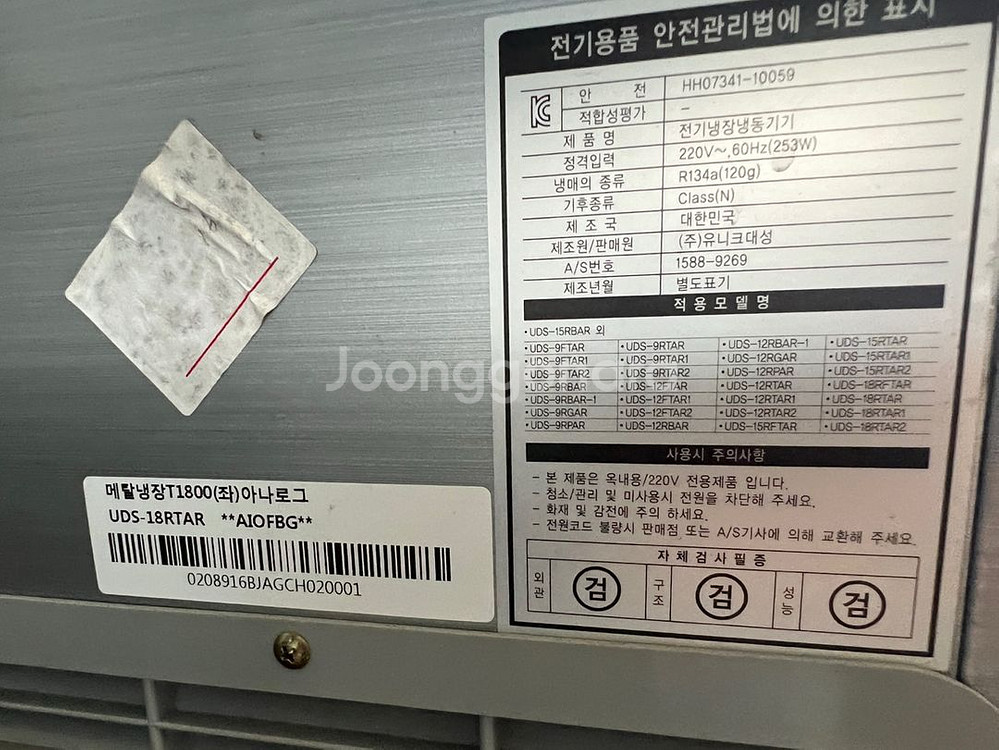 전기용품 안전관리법에 의한 표시
안 전 HH07341-10059
적합성평가 -
제 품 명 전기냉장냉동기기
정격입력 220V~,60Hz(253W)
냉매의 종류 R134a(120g)
기후종류 Class(N)
제 조 국 대한민국
제조원/판매원 (주)유니크대성
A/S번호 1588-9269
제조년월 별도표기
적용모델명
·UDS-15RBAR 외
·UDS-9FTAR ·UDS-9RTAR ·UDS-12RBAR-1 ·UDS-15RTAR
·UDS-9FTAR1 ·UDS-9RTAR1 ·UDS-12RGAR ·UDS-15RTAR1
·UDS-9FTAR2 ·UDS-9RTAR2 ·UDS-12RPAR ·UDS-15RTAR2
·UDS-9RBAR ·UDS-12FTAR ·UDS-12RTAR ·UDS-18RFTAR
·UDS-9RBAR-1 ·UDS-12FTAR1 ·UDS-12RTAR1 ·UDS-18RTAR
·UDS-9RGAR ·UDS-12FTAR2 ·UDS-12RTAR2 ·UDS-18RTAR1
·UDS-9RPAR ·UDS-12RBAR ·UDS-15RFTAR ·UDS-18RTAR2
사용시 주의사항
- 본 제품은 옥내용/220V 전용제품 입니다.
- 청소/관리 및 미사용시 전원을 차단해 주세요.
- 화재 및 감전에 주의 하세요.
- 전원코드 불량시 판매점 또는 A/S기사에 의해 교환해 주세요.
자체검사필증
외관 검 구조 검 성능 검
메탈냉장T1800(좌)아나로그
UDS-18RTAR **AIOFBG**
0208916BJAGCH020001